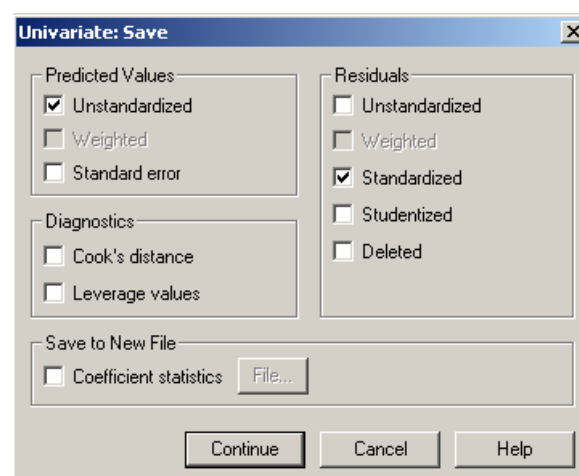 Univariate: Save
Predicted Values
Unstandardized
Weighted
Standard error
Diagnostics
Cook's distance
Leverage values
Residuals
Unstandardized
Weighted
Standardized
Studentized
Deleted
Save to New File
Coefficient statistics File...
Continue Cancel Help